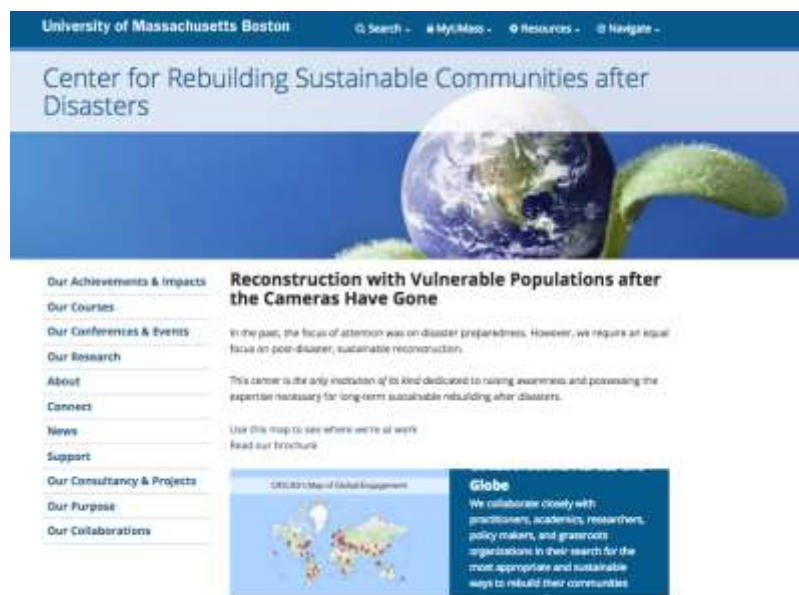 University of Massachusetts Boston
Search
MyUMass
Resources
Navigate
Center for Rebuilding Sustainable Communities after
Disasters
Our Achievements & Impacts
Our Courses
Our Conferences & Events
Our Research
About
Connect
News
Support
Our Consultancy & Projects
Our Purpose
Our Collaborations
Reconstruction with Vulnerable Populations after
the Cameras Have Gone
In the past, the focus of attention was on disaster preparedness. However, we require an equal
focus on post-disaster, sustainable reconstruction.
This center is the only institution of its kind dedicated to raising awareness and possessing the
expertise necessary for long-term sustainable rebuilding after disasters.
Use this map to see where we're at work
Read our brochure
Map of Global Engagement
Globe
We collaborate closely with
practitioners, academics, researchers,
policy makers, and grassroots
organizations in their search for the
most appropriate and sustainable
ways to rebuild their communities